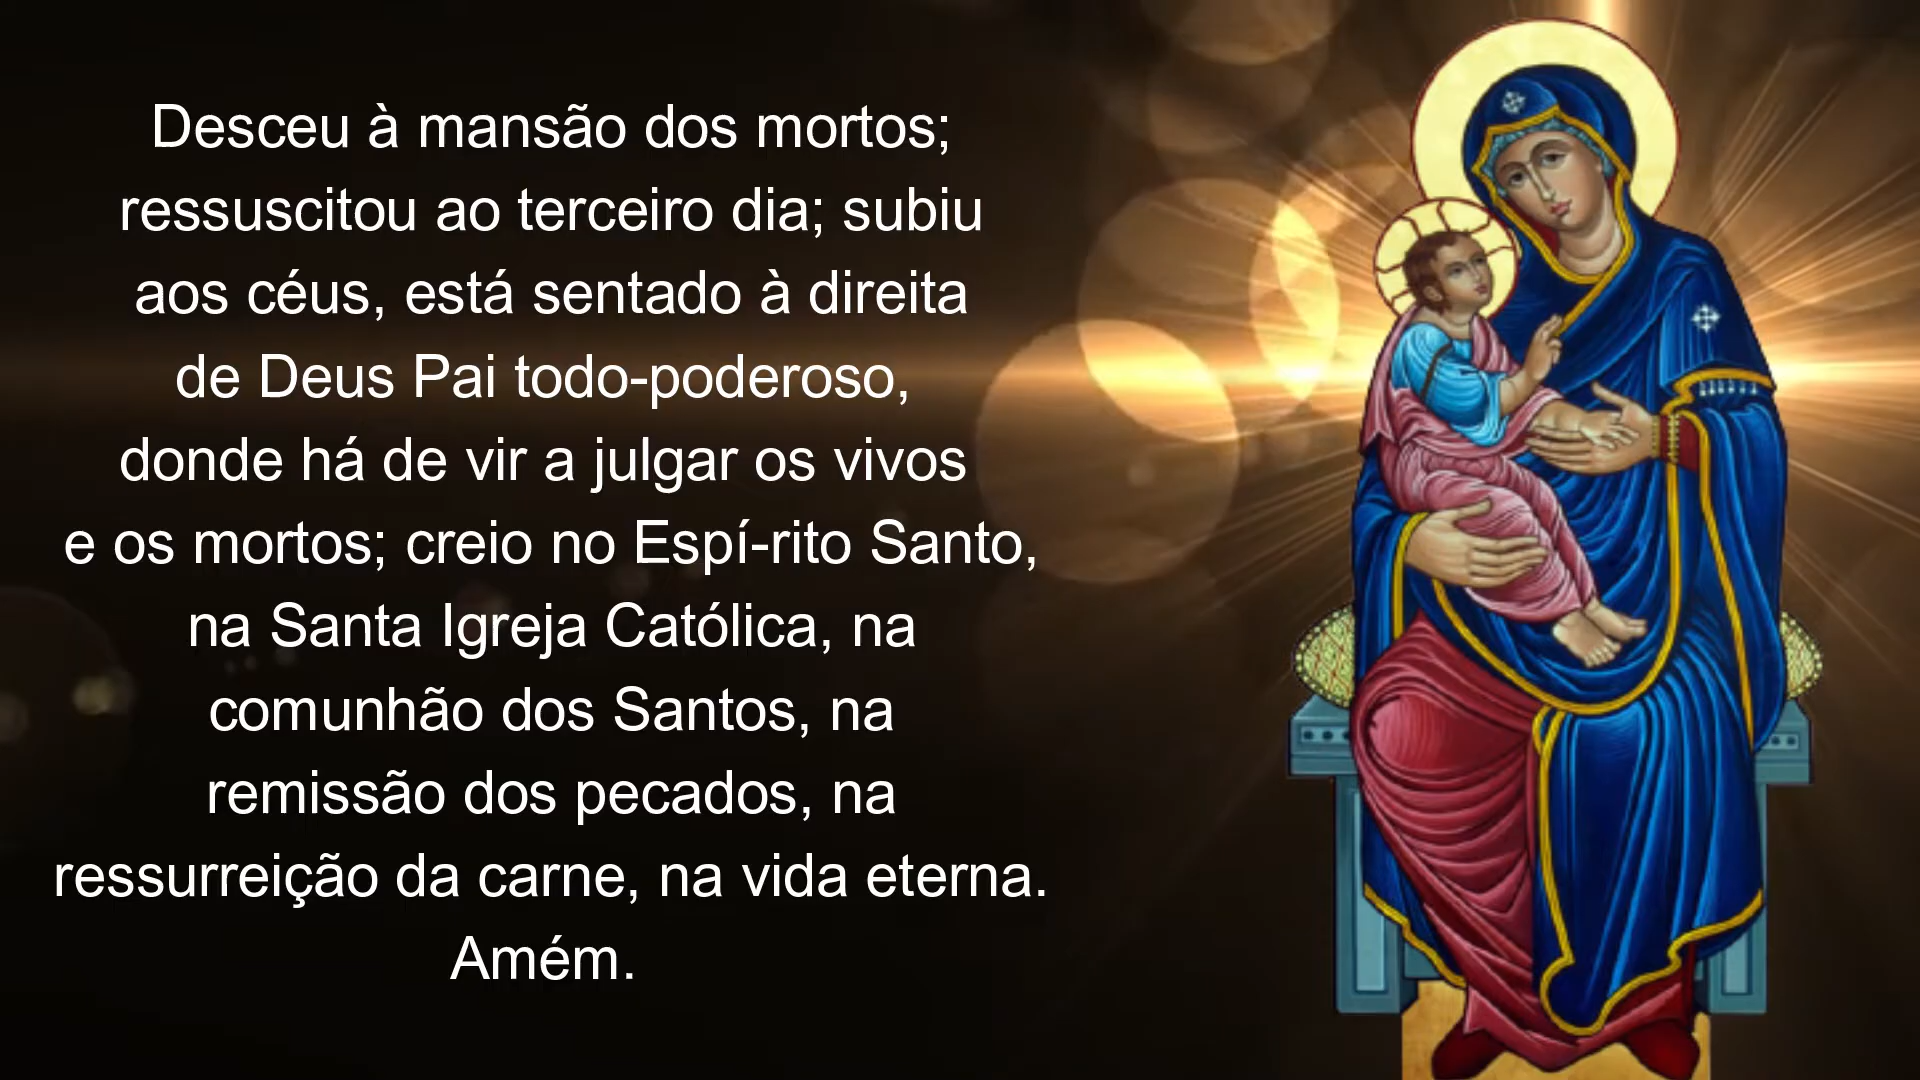 Desceu à mansão dos mortos;
ressuscitou ao terceiro dia; subiu
aos céus, está sentado à direita
de Deus Pai todo-poderoso,
donde há de vir a julgar os vivos
e os mortos; creio no Espí-rito Santo,
na Santa Igreja Católica, na
comunhão dos Santos, na
remissão dos pecados, na
ressurreição da carne, na vida eterna.
Amém.